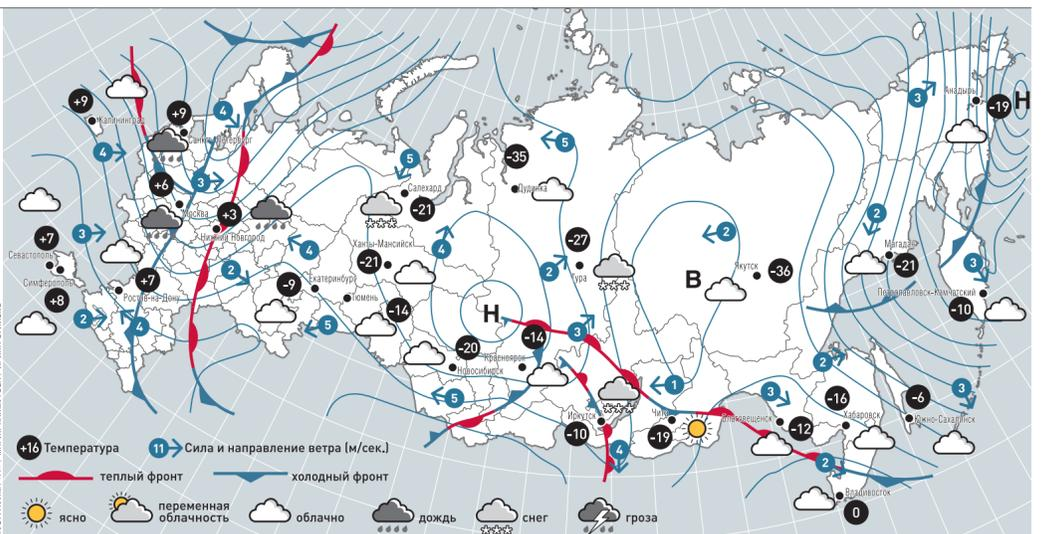 Н
Анадырь
-19
3
+9
Калининград
+9
Санкт-Петербург
4
4
5
5
-35
Дудинка
+6
3
Москва
+3
Нижний Новгород
Салехард
-21
+7
Севастополь
3
Симферополь
+8
+7
Ростов-на-Дону
2
4
2
4
-9
Екатеринбург
5
Ханты-Мансийск
-21
4
Тюмень
-14
-27
Тура
2
2
В
Якутск
-36
2
Магадан
-21
3
Петропавловск-Камчатский
-10
Н
-14
3
-20
Новосибирск
Красноярск
5
Иркутск
-10
4
1
Чита
-19
2
3
Благовещенск
-12
-16
Хабаровск
-6
3
Южно-Сахалинск
2
Владивосток
0
+16 Температура
11 Сила и направление ветра (м/сек.)
теплый фронт
холодный фронт
ясно
переменная
облачность
облачно
дождь
снег
гроза